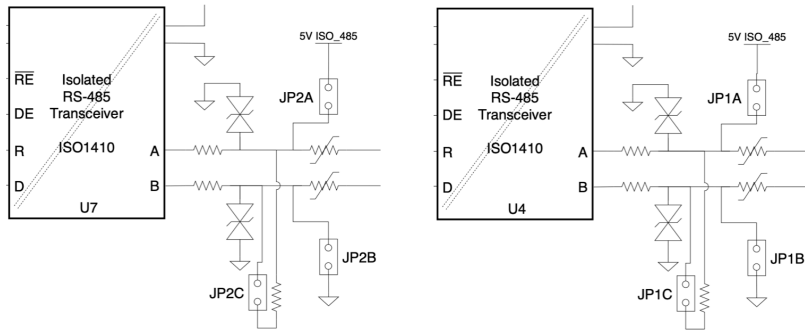 5V ISO_485
RE
Isolated
RS-485
JP2A
DE
Transceiver
R
ISO1410
A
D
B
U7
JP2B
JP2C
5V ISO_485
RE
Isolated
RS-485
JP1A
DE
Transceiver
R
ISO1410
A
D
B
U4
JP1B
JP1C